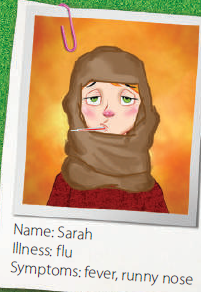 Name: Sarah
Illness: flu
Symptoms: fever, runny nose